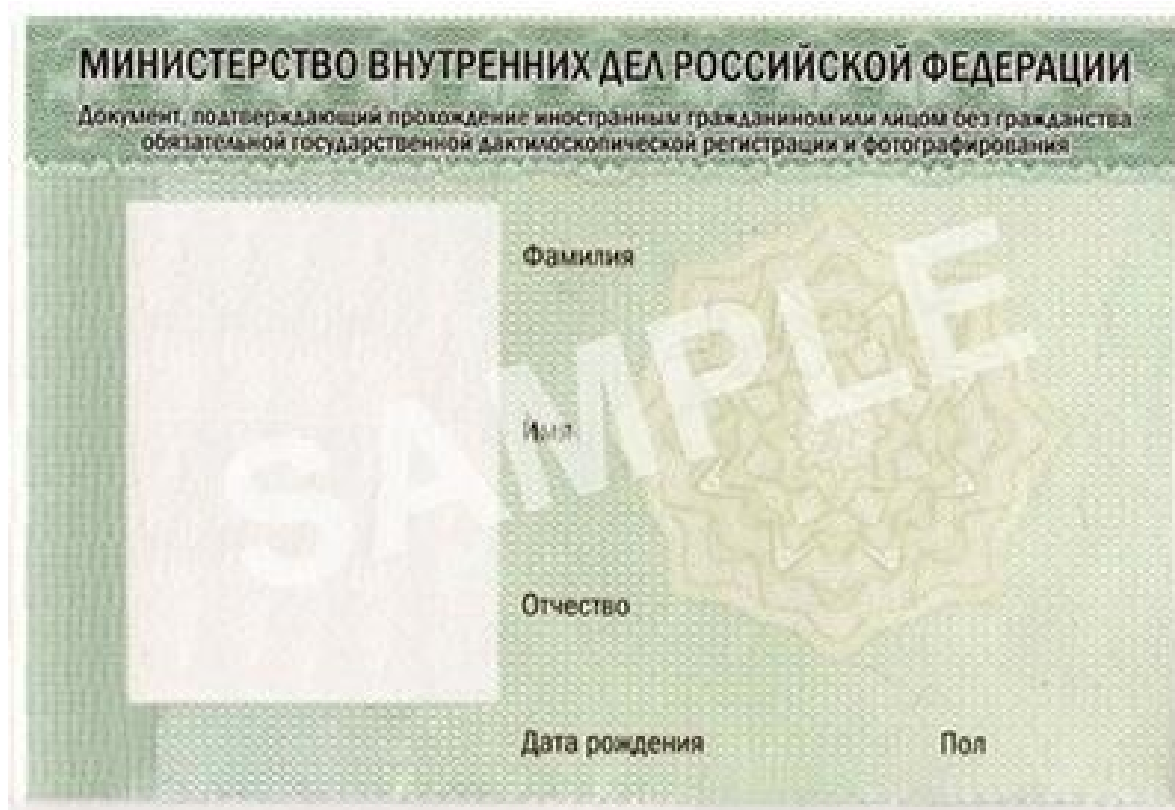 МИНИСТЕРСТВО ВНУТРЕННИХ ДЕЛ РОССИЙСКОЙ ФЕДЕРАЦИИ
Документ, подтверждающий прохождение иностранным гражданином или лицом без гражданства
обязательной государственной дактилоскопической регистрации и фотографирования
Фамилия
SAMPLE
Имя
Отчество
Дата рождения Пол